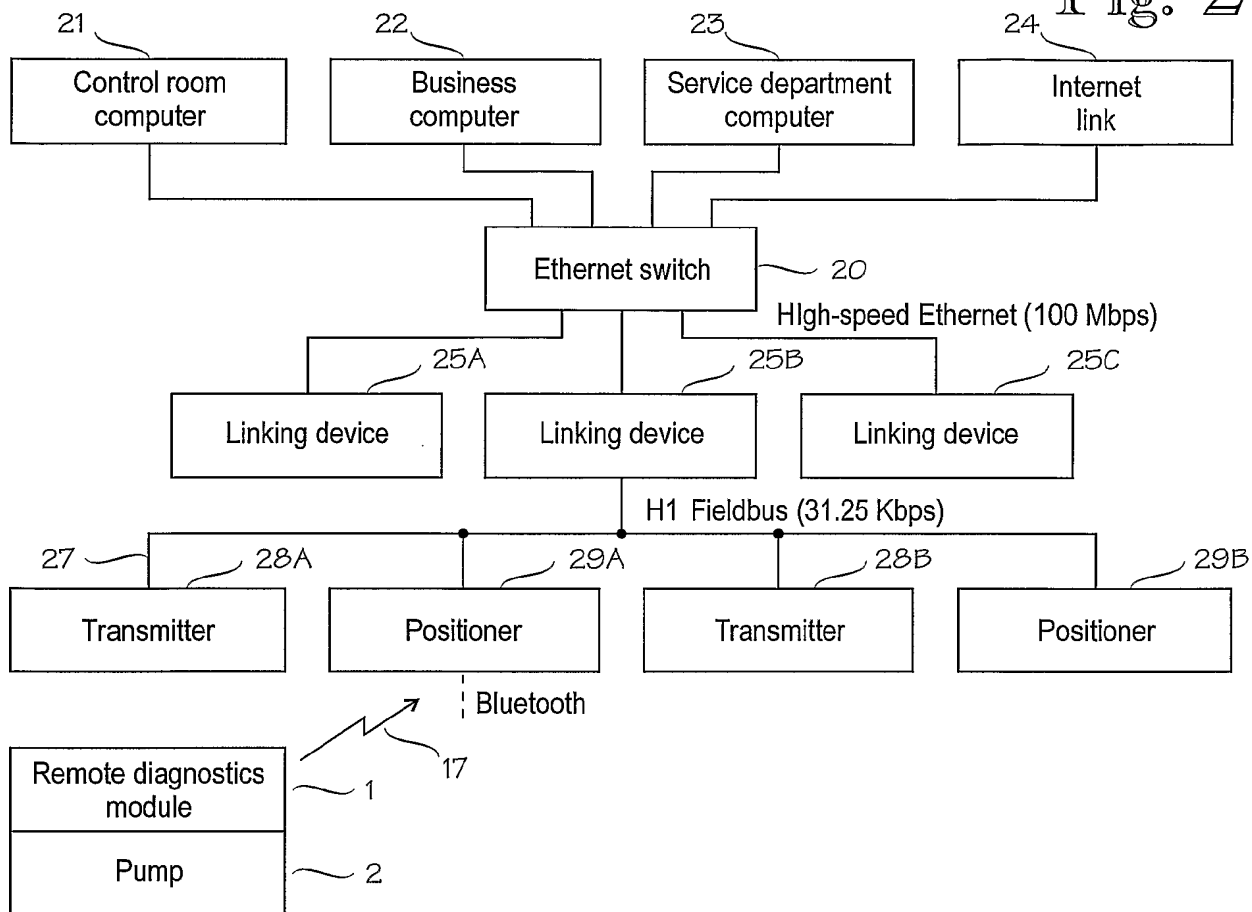 Fig. 2
21
22
23
24
Control room
computer
Business
computer
Service department
computer
Internet
link
Ethernet switch
20
HIgh-speed Ethernet (100 Mbps)
25A
25B
25C
Linking device
Linking device
Linking device
H1 Fieldbus (31.25 Kbps)
27
28A
29A
28B
29B
Transmitter
Positioner
Transmitter
Positioner
Bluetooth
17
Remote diagnostics
module
1
Pump
2